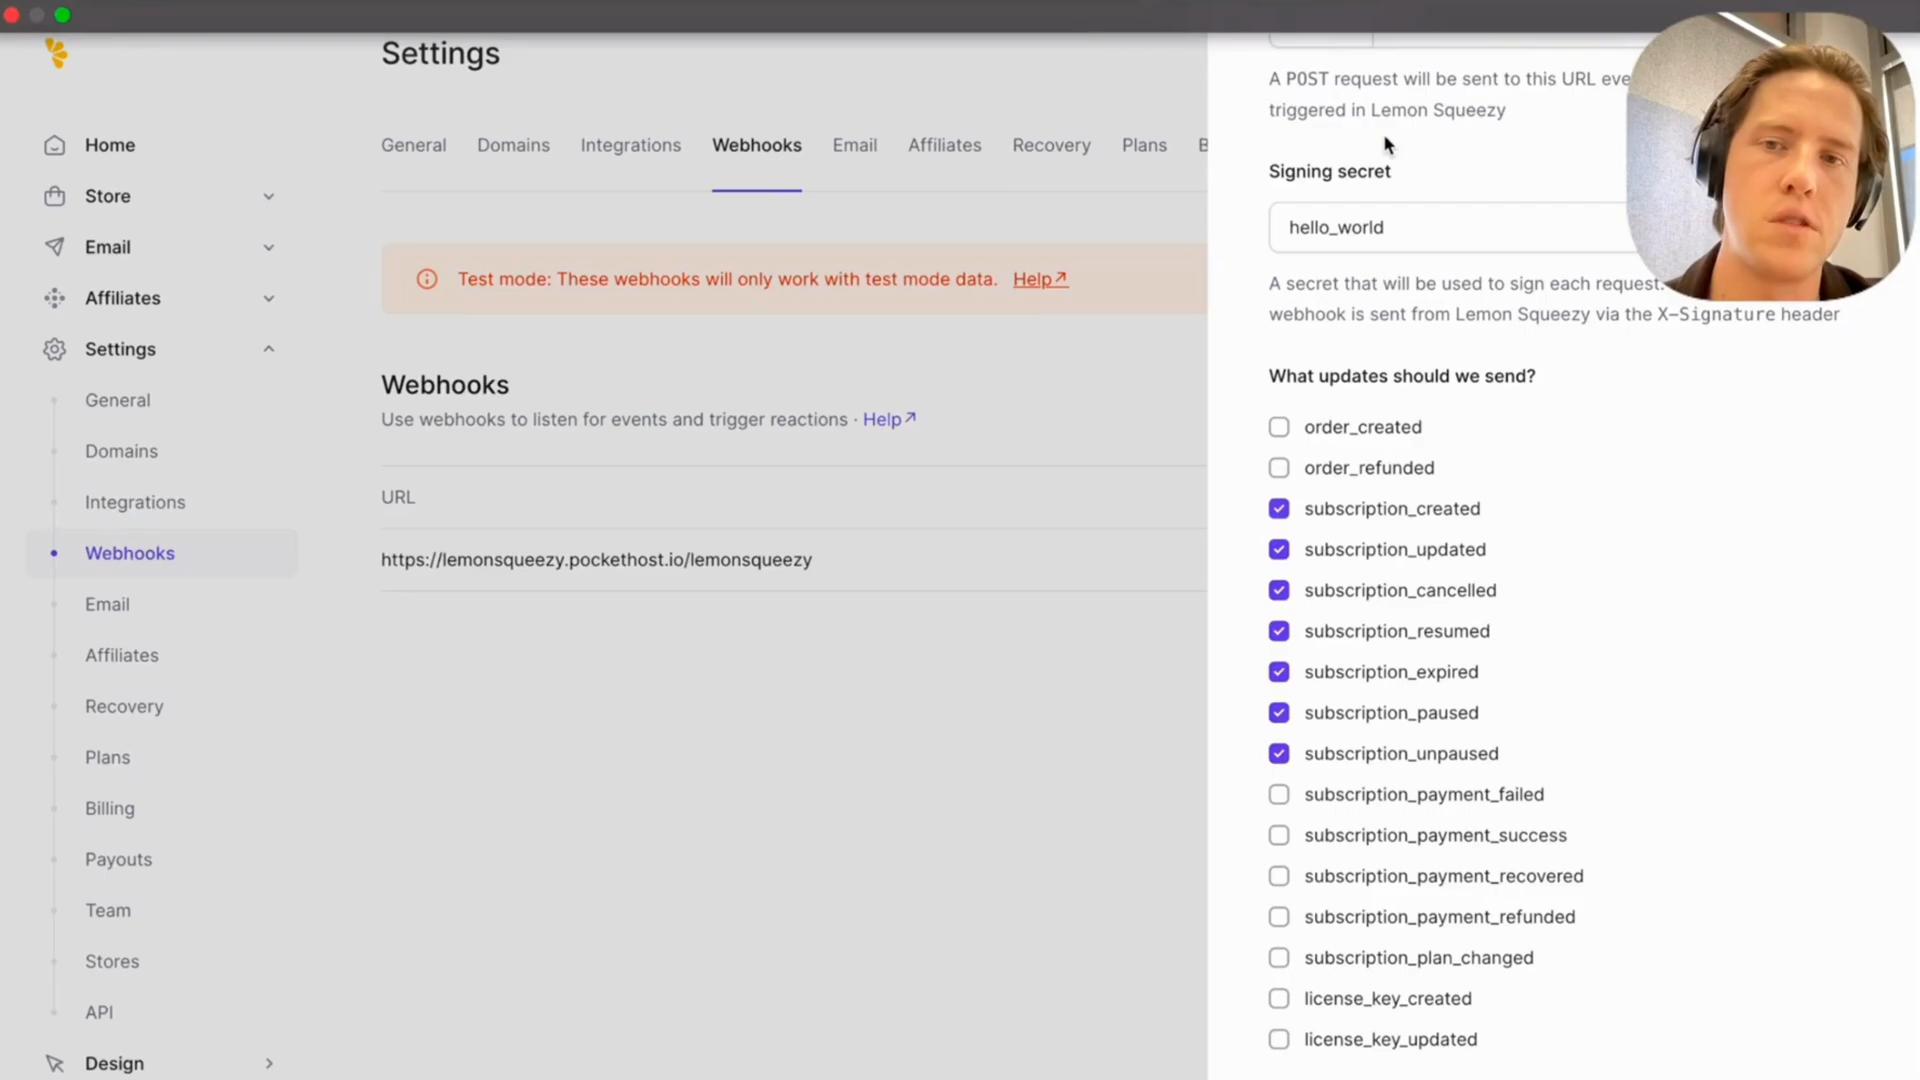 Settings
Home
Store
Email
Affiliates
Settings
General
Domains
Integrations
Webhooks
Email
Affiliates
Recovery
Plans
Billing
Payouts
Team
Stores
API
Design
General Domains Integrations Webhooks Email Affiliates Recovery Plans B
Test mode: These webhooks will only work with test mode data. Help↗
Webhooks
Use webhooks to listen for events and trigger reactions · Help↗
URL
https://lemonsqueezy.pockethost.io/lemonsqueezy
A POST request will be sent to this URL eve
triggered in Lemon Squeezy
Signing secret
hello_world
A secret that will be used to sign each request.
webhook is sent from Lemon Squeezy via the X-Signature header
What updates should we send?
order_created
order_refunded
subscription_created
subscription_updated
subscription_cancelled
subscription_resumed
subscription_expired
subscription_paused
subscription_unpaused
subscription_payment_failed
subscription_payment_success
subscription_payment_recovered
subscription_payment_refunded
subscription_plan_changed
license_key_created
license_key_updated